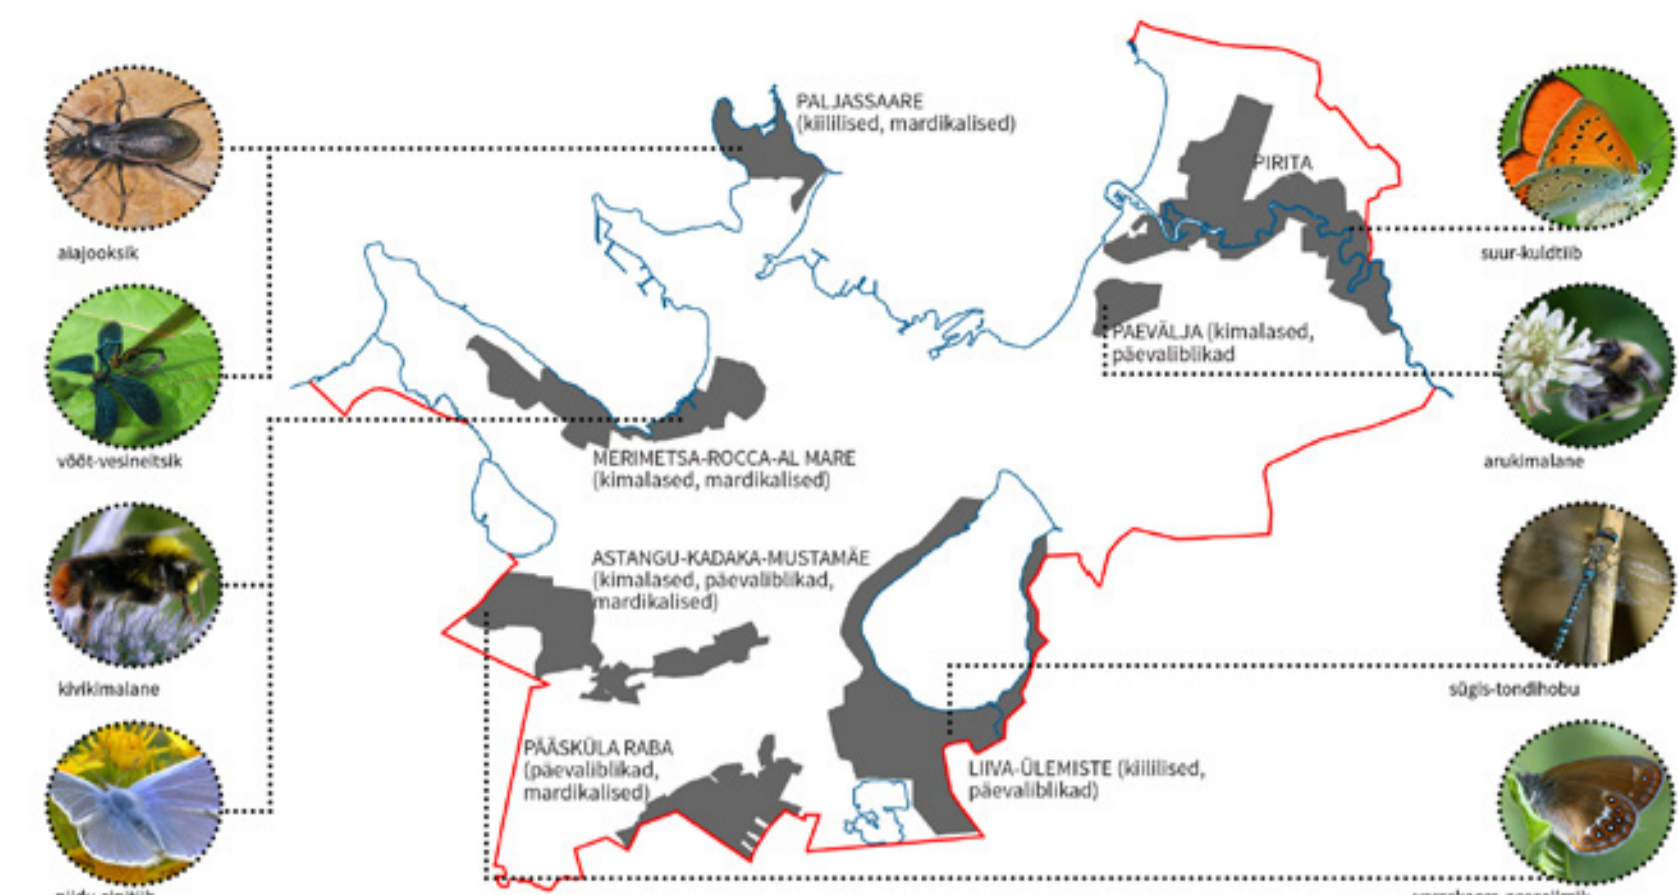 PALJASSAARE
(kiililised, mardikalised)
PIRITA
aiajooksik
suur-kuldtiib
PAEVÄLJA (kimalased,
päevaliblikad
vööt-vesineitsik
arukimalane
MERIMETSA-ROCCA-AL MARE
(kimalased, mardikalised)
ASTANGU-KADAKA-MUSTAMÄE
(kimalased, päevaliblikad,
mardikalised)
kivikimalane
sügis-tondihobu
PÄÄSKÜLA RABA
(päevaliblikad,
mardikalised)
LIIVA-ÜLEMISTE (kiililised,
päevaliblikad)